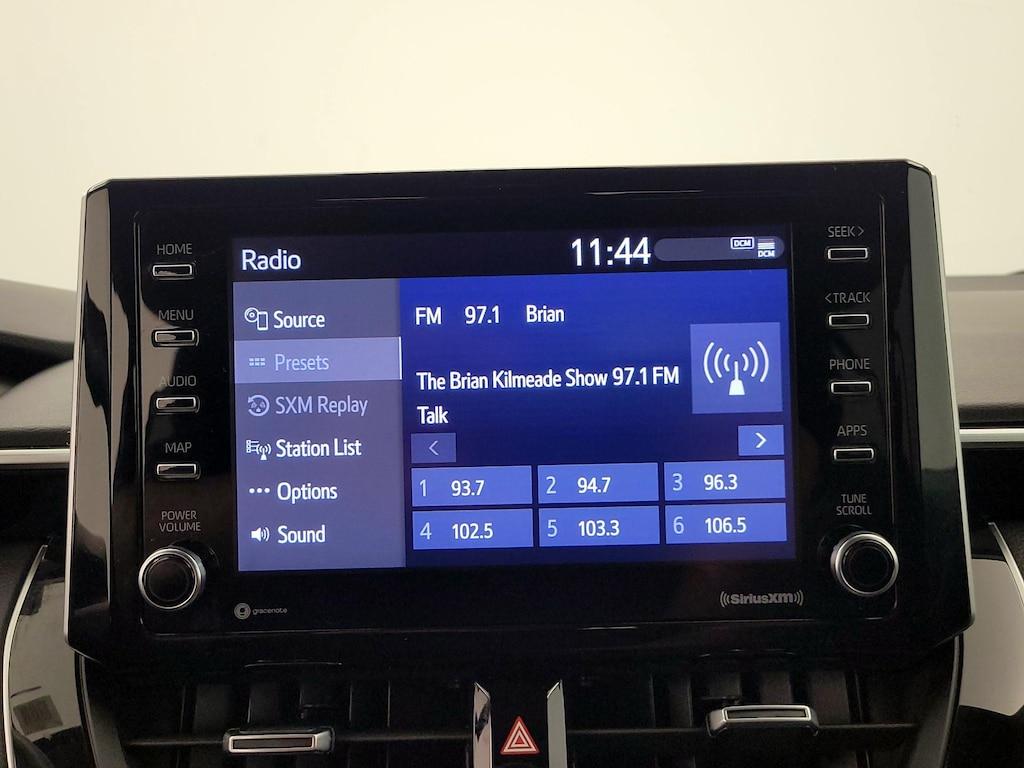 HOME
MENU
AUDIO
MAP
POWER
VOLUME
Radio
11:44
DCM
DCM
Source
Presets
SXM Replay
Station List
Options
Sound
FM 97.1 Brian
The Brian Kilmeade Show 97.1 FM
Talk
< >
1 93.7 2 94.7 3 96.3
4 102.5 5 103.3 6 106.5
SEEK >
< TRACK
PHONE
APPS
TUNE
SCROLL
gracenote
((SiriusXM))